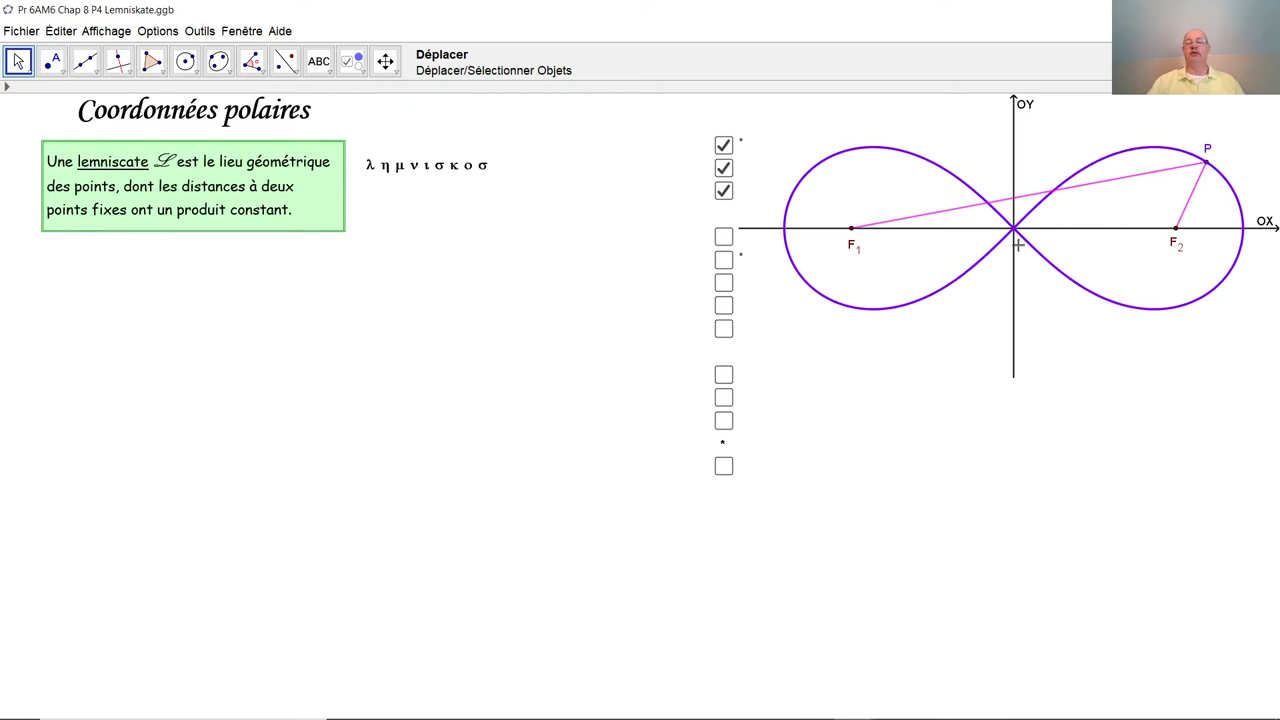 Pr 6AM6 Chap 8 P4 Lemniskate.ggb
Fichier Éditer Affichage Options Outils Fenêtre Aide
A ABC
Déplacer
Déplacer/Sélectionner Objets
Coordonnées polaires
Une lemniscate ℒ est le lieu géométrique
des points, dont les distances à deux
points fixes ont un produit constant.
λ η μ ν ι σ κ ο σ
*
*
*
OY
P
OX
F1
F2